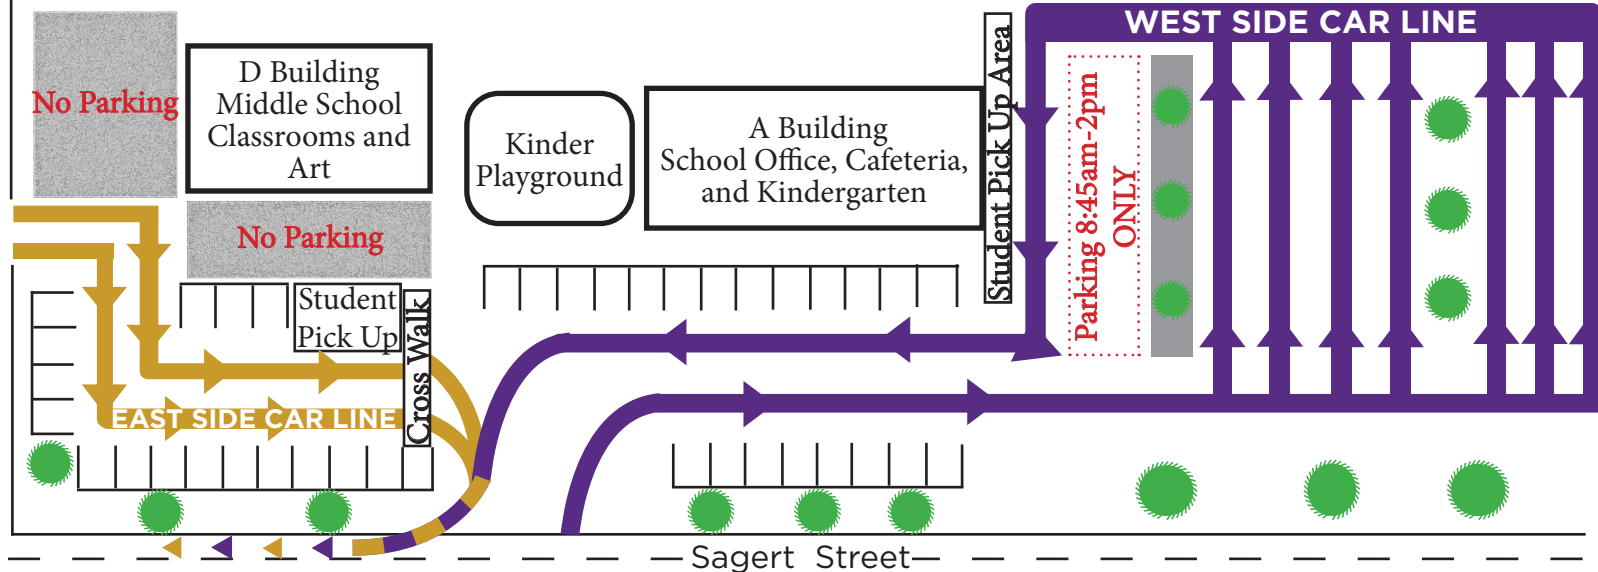 WEST SIDE CAR LINE
No Parking
D Building
Middle School
Classrooms and
Art
Kinder
Playground
A Building
School Office, Cafeteria,
and Kindergarten
Student Pick Up Area
Parking 8:45am-2pm
ONLY
No Parking
Student
Pick Up
Cross Walk
EAST SIDE CAR LINE
Sagert Street